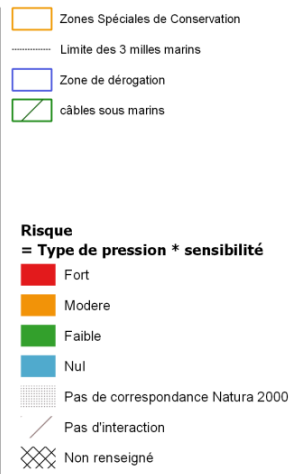 Zones Spéciales de Conservation
Limite des 3 milles marins
Zone de dérogation
câbles sous marins
Risque
= Type de pression * sensibilité
Fort
Modere
Faible
Nul
Pas de correspondance Natura 2000
Pas d'interaction
Non renseigné